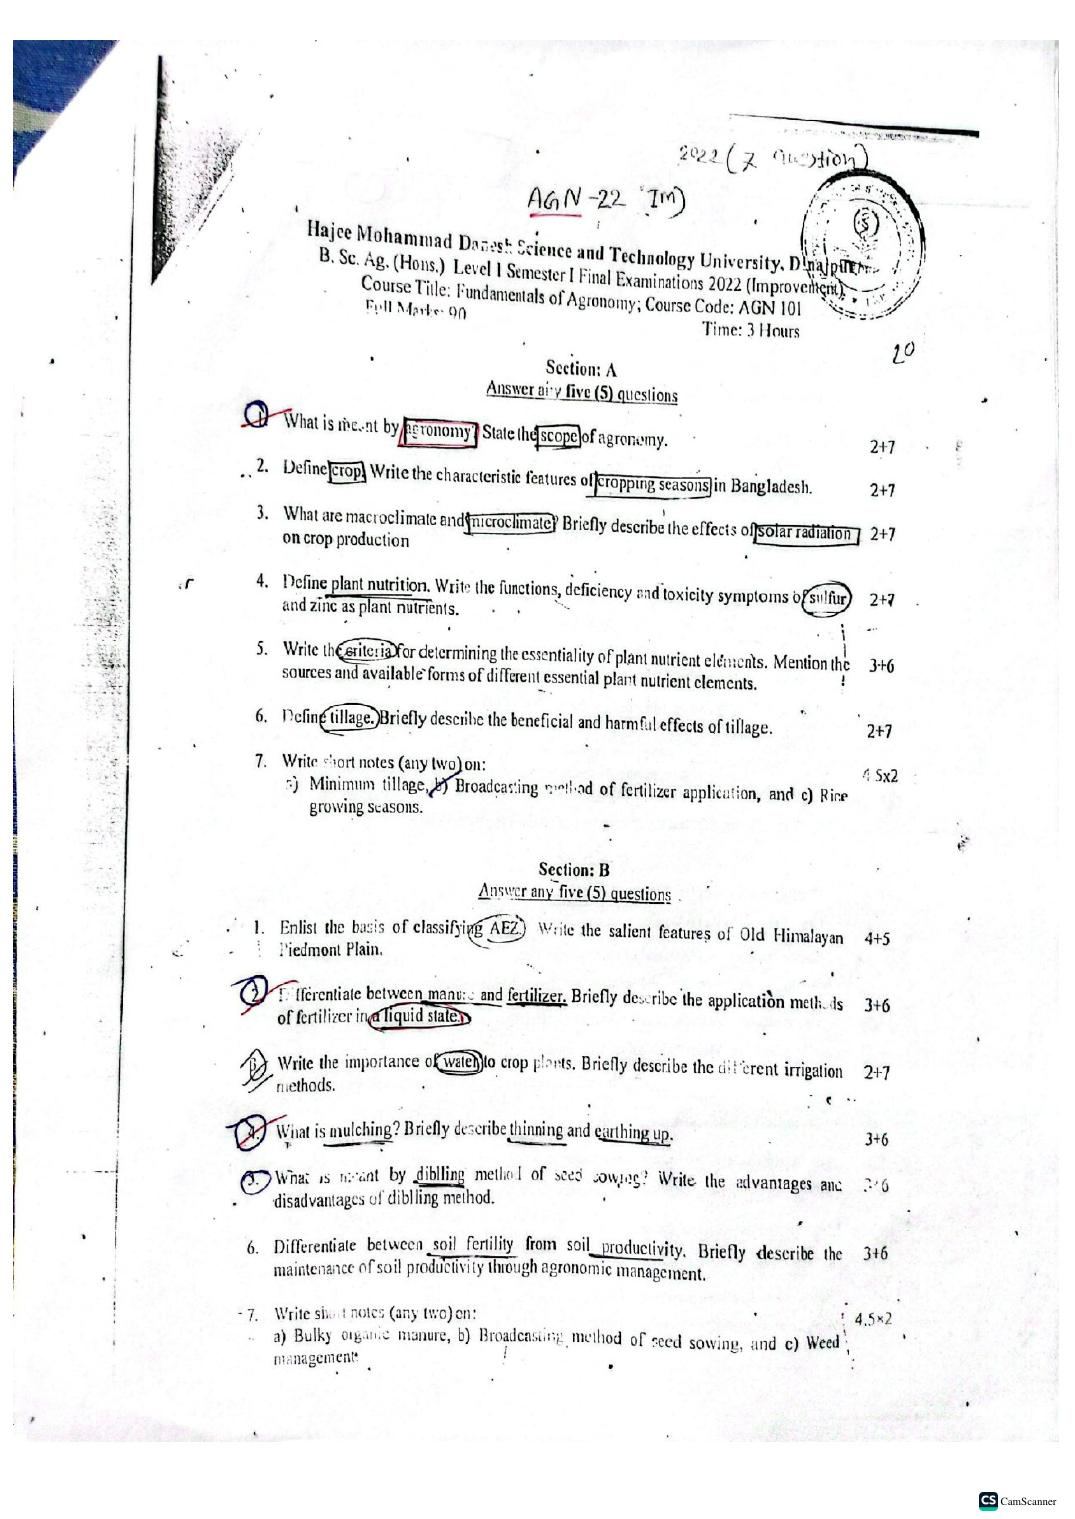 2022 (7 Question)
AGN -22 IM)
Hajee Mohammad Danesh Science and Technology University, Dinajpur
B. Sc. Ag. (Hons.) Level I Semester I Final Examinations 2022 (Improvement)
Course Title: Fundamentals of Agronomy; Course Code: AGN 101
Full Marks: 90
Time: 3 Hours
20
Section: A
Answer any five (5) questions
1. What is meant by agronomy? State the scope of agronomy. 2+7
2. Define crop. Write the characteristic features of cropping seasons in Bangladesh. 2+7
3. What are macroclimate and microclimate? Briefly describe the effects of solar radiation 2+7
on crop production
4. Define plant nutrition. Write the functions, deficiency and toxicity symptoms of sulfur 2+7
and zinc as plant nutrients.
5. Write the criteria for determining the essentiality of plant nutrient elements. Mention the 3+6
sources and available forms of different essential plant nutrient elements.
6. Define tillage. Briefly describe the beneficial and harmful effects of tillage. 2+7
7. Write short notes (any two) on: 4.5x2
a) Minimum tillage, b) Broadcasting method of fertilizer application, and c) Rice
growing seasons.
Section: B
Answer any five (5) questions
1. Enlist the basis of classifying AEZ. Write the salient features of Old Himalayan 4+5
Piedmont Plain.
2. Differentiate between manure and fertilizer. Briefly describe the application methods 3+6
of fertilizer in a liquid state.
3. Write the importance of water to crop plants. Briefly describe the different irrigation 2+7
methods.
4. What is mulching? Briefly describe thinning and earthing up. 3+6
5. What is meant by diblling method of seed sowing? Write the advantages and 3+6
disadvantages of diblling method.
6. Differentiate between soil fertility from soil productivity. Briefly describe the 3+6
maintenance of soil productivity through agronomic management.
7. Write short notes (any two) on: 4.5×2
a) Bulky organic manure, b) Broadcasting method of seed sowing, and c) Weed
management
CS CamScanner